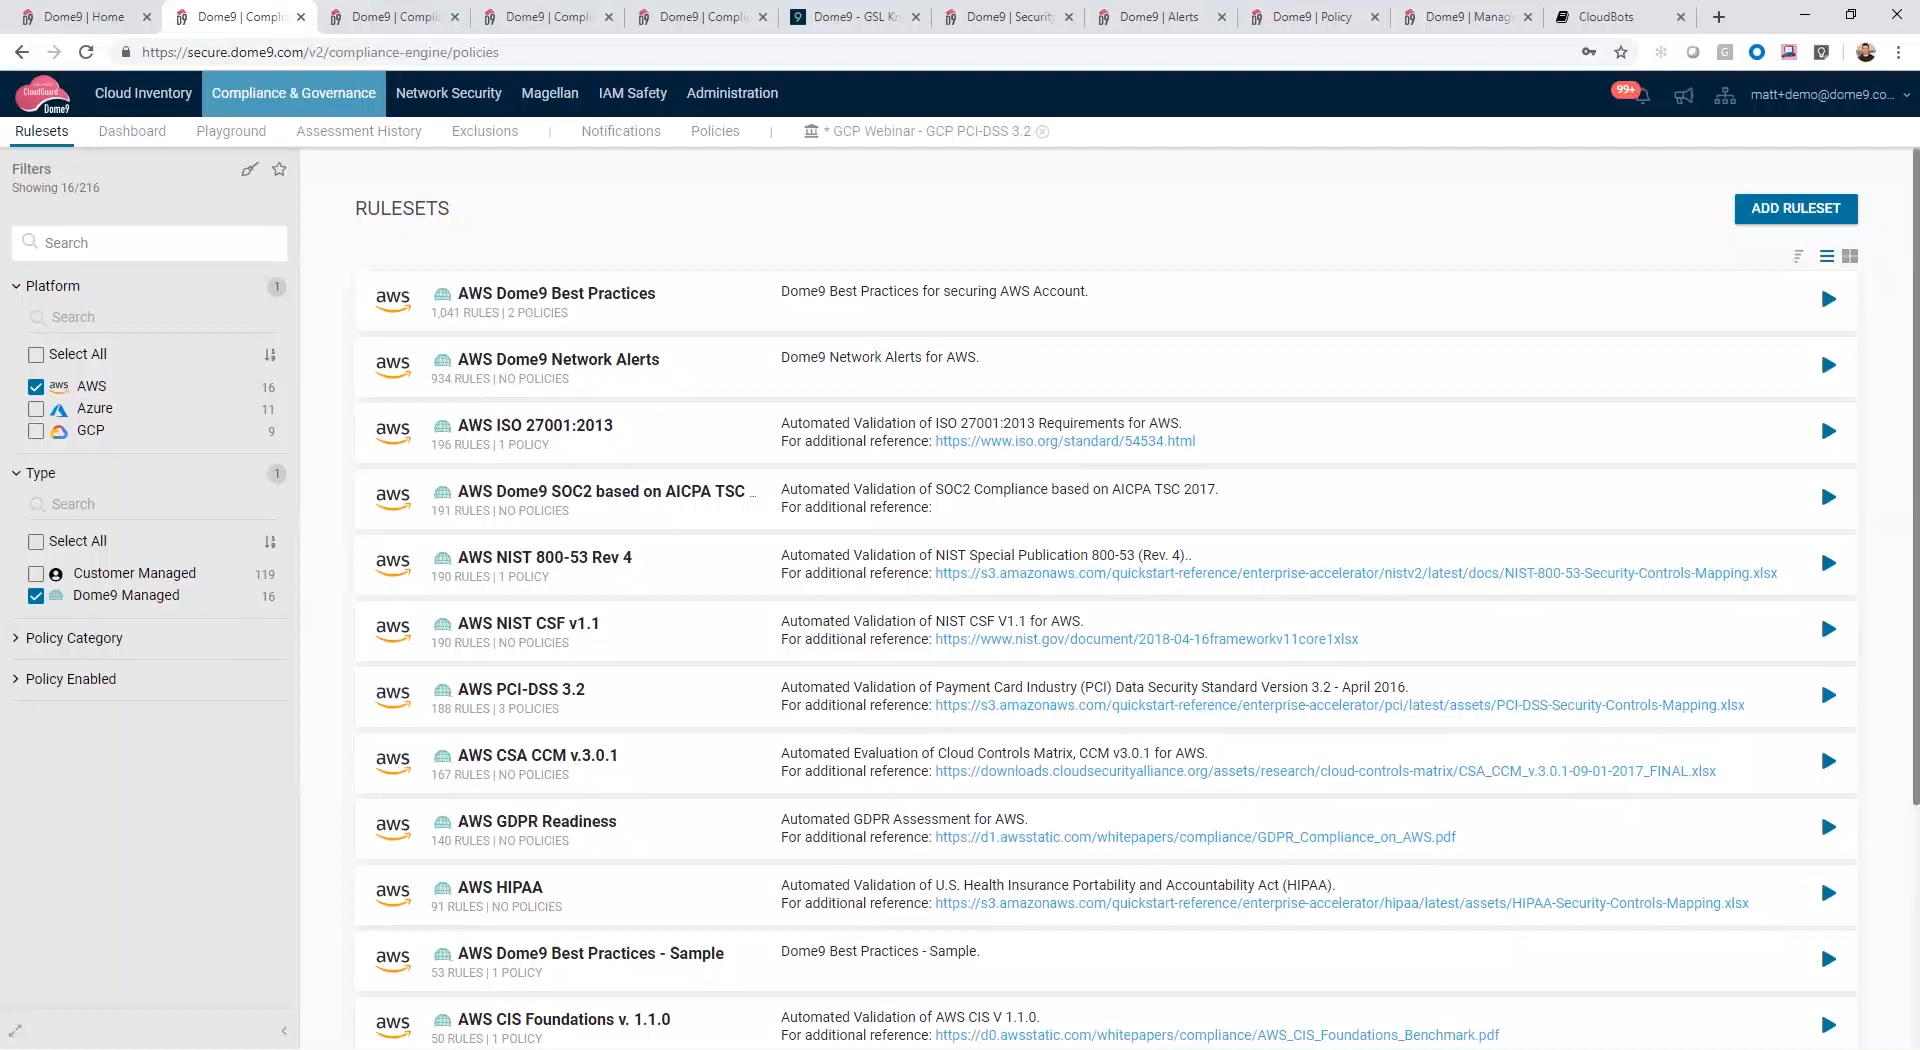 Dome9 | Home
Dome9 | Complia
Dome9 | Complia
Dome9 | Complia
Dome9 | Complia
Dome9 - GSL Kn
Dome9 | Security
Dome9 | Alerts
Dome9 | Policy
Dome9 | Manag
CloudBots
https://secure.dome9.com/v2/compliance-engine/policies
CloudGuard
Dome9
Cloud Inventory
Compliance & Governance
Network Security
Magellan
IAM Safety
Administration
99+
matt+demo@dome9.co...
Rulesets
Dashboard
Playground
Assessment History
Exclusions
|
Notifications
Policies
|
* GCP Webinar - GCP PCI-DSS 3.2
Filters
Showing 16/216
Search
Platform
1
Search
Select All
aws AWS 16
Azure 11
GCP 9
Type
1
Search
Select All
Customer Managed 119
Dome9 Managed 16
Policy Category
Policy Enabled
RULESETS
ADD RULESET
aws
AWS Dome9 Best Practices
1,041 RULES | 2 POLICIES
Dome9 Best Practices for securing AWS Account.
aws
AWS Dome9 Network Alerts
934 RULES | NO POLICIES
Dome9 Network Alerts for AWS.
aws
AWS ISO 27001:2013
196 RULES | 1 POLICY
Automated Validation of ISO 27001:2013 Requirements for AWS.
For additional reference: https://www.iso.org/standard/54534.html
aws
AWS Dome9 SOC2 based on AICPA TSC ...
191 RULES | NO POLICIES
Automated Validation of SOC2 Compliance based on AICPA TSC 2017.
For additional reference:
aws
AWS NIST 800-53 Rev 4
190 RULES | 1 POLICY
Automated Validation of NIST Special Publication 800-53 (Rev. 4)..
For additional reference: https://s3.amazonaws.com/quickstart-reference/enterprise-accelerator/nistv2/latest/docs/NIST-800-53-Security-Controls-Mapping.xlsx
aws
AWS NIST CSF v1.1
190 RULES | NO POLICIES
Automated Validation of NIST CSF V1.1 for AWS.
For additional reference: https://www.nist.gov/document/2018-04-16frameworkv11core1xlsx
aws
AWS PCI-DSS 3.2
188 RULES | 3 POLICIES
Automated Validation of Payment Card Industry (PCI) Data Security Standard Version 3.2 - April 2016.
For additional reference: https://s3.amazonaws.com/quickstart-reference/enterprise-accelerator/pci/latest/assets/PCI-DSS-Security-Controls-Mapping.xlsx
aws
AWS CSA CCM v.3.0.1
167 RULES | NO POLICIES
Automated Evaluation of Cloud Controls Matrix, CCM v3.0.1 for AWS.
For additional reference: https://downloads.cloudsecurityalliance.org/assets/research/cloud-controls-matrix/CSA_CCM_v.3.0.1-09-01-2017_FINAL.xlsx
aws
AWS GDPR Readiness
140 RULES | NO POLICIES
Automated GDPR Assessment for AWS.
For additional reference: https://d1.awsstatic.com/whitepapers/compliance/GDPR_Compliance_on_AWS.pdf
aws
AWS HIPAA
91 RULES | NO POLICIES
Automated Validation of U.S. Health Insurance Portability and Accountability Act (HIPAA).
For additional reference: https://s3.amazonaws.com/quickstart-reference/enterprise-accelerator/hipaa/latest/assets/HIPAA-Security-Controls-Mapping.xlsx
aws
AWS Dome9 Best Practices - Sample
53 RULES | 1 POLICY
Dome9 Best Practices - Sample.
aws
AWS CIS Foundations v. 1.1.0
50 RULES | 1 POLICY
Automated Validation of AWS CIS V 1.1.0.
For additional reference: https://d0.awsstatic.com/whitepapers/compliance/AWS_CIS_Foundations_Benchmark.pdf